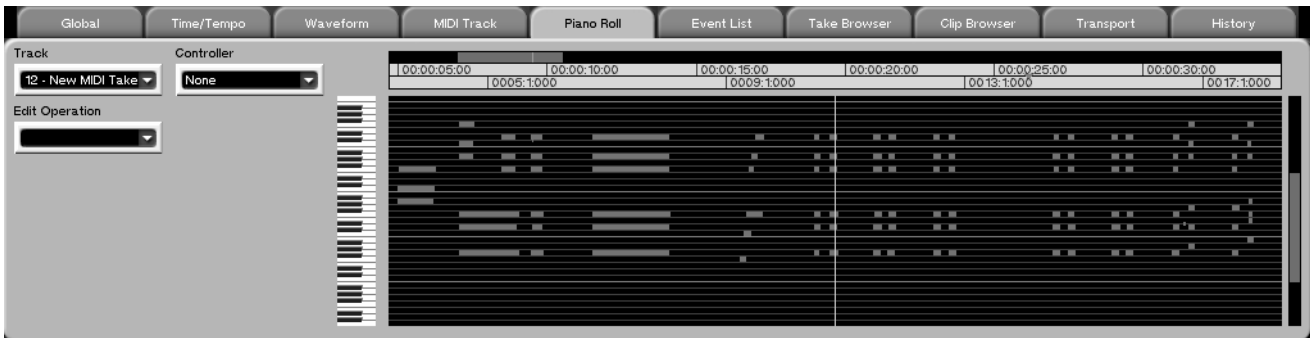 Global Time/Tempo Waveform MIDI Track Piano Roll Event List Take Browser Clip Browser Transport History
Track Controller
12 - New MIDI Take None
Edit Operation
00:00:05:00 00:00:10:00 00:00:15:00 00:00:20:00 00:00:25:00 00:00:30:00
0005:1:000 0009:1:000 0013:1:000 0017:1:000